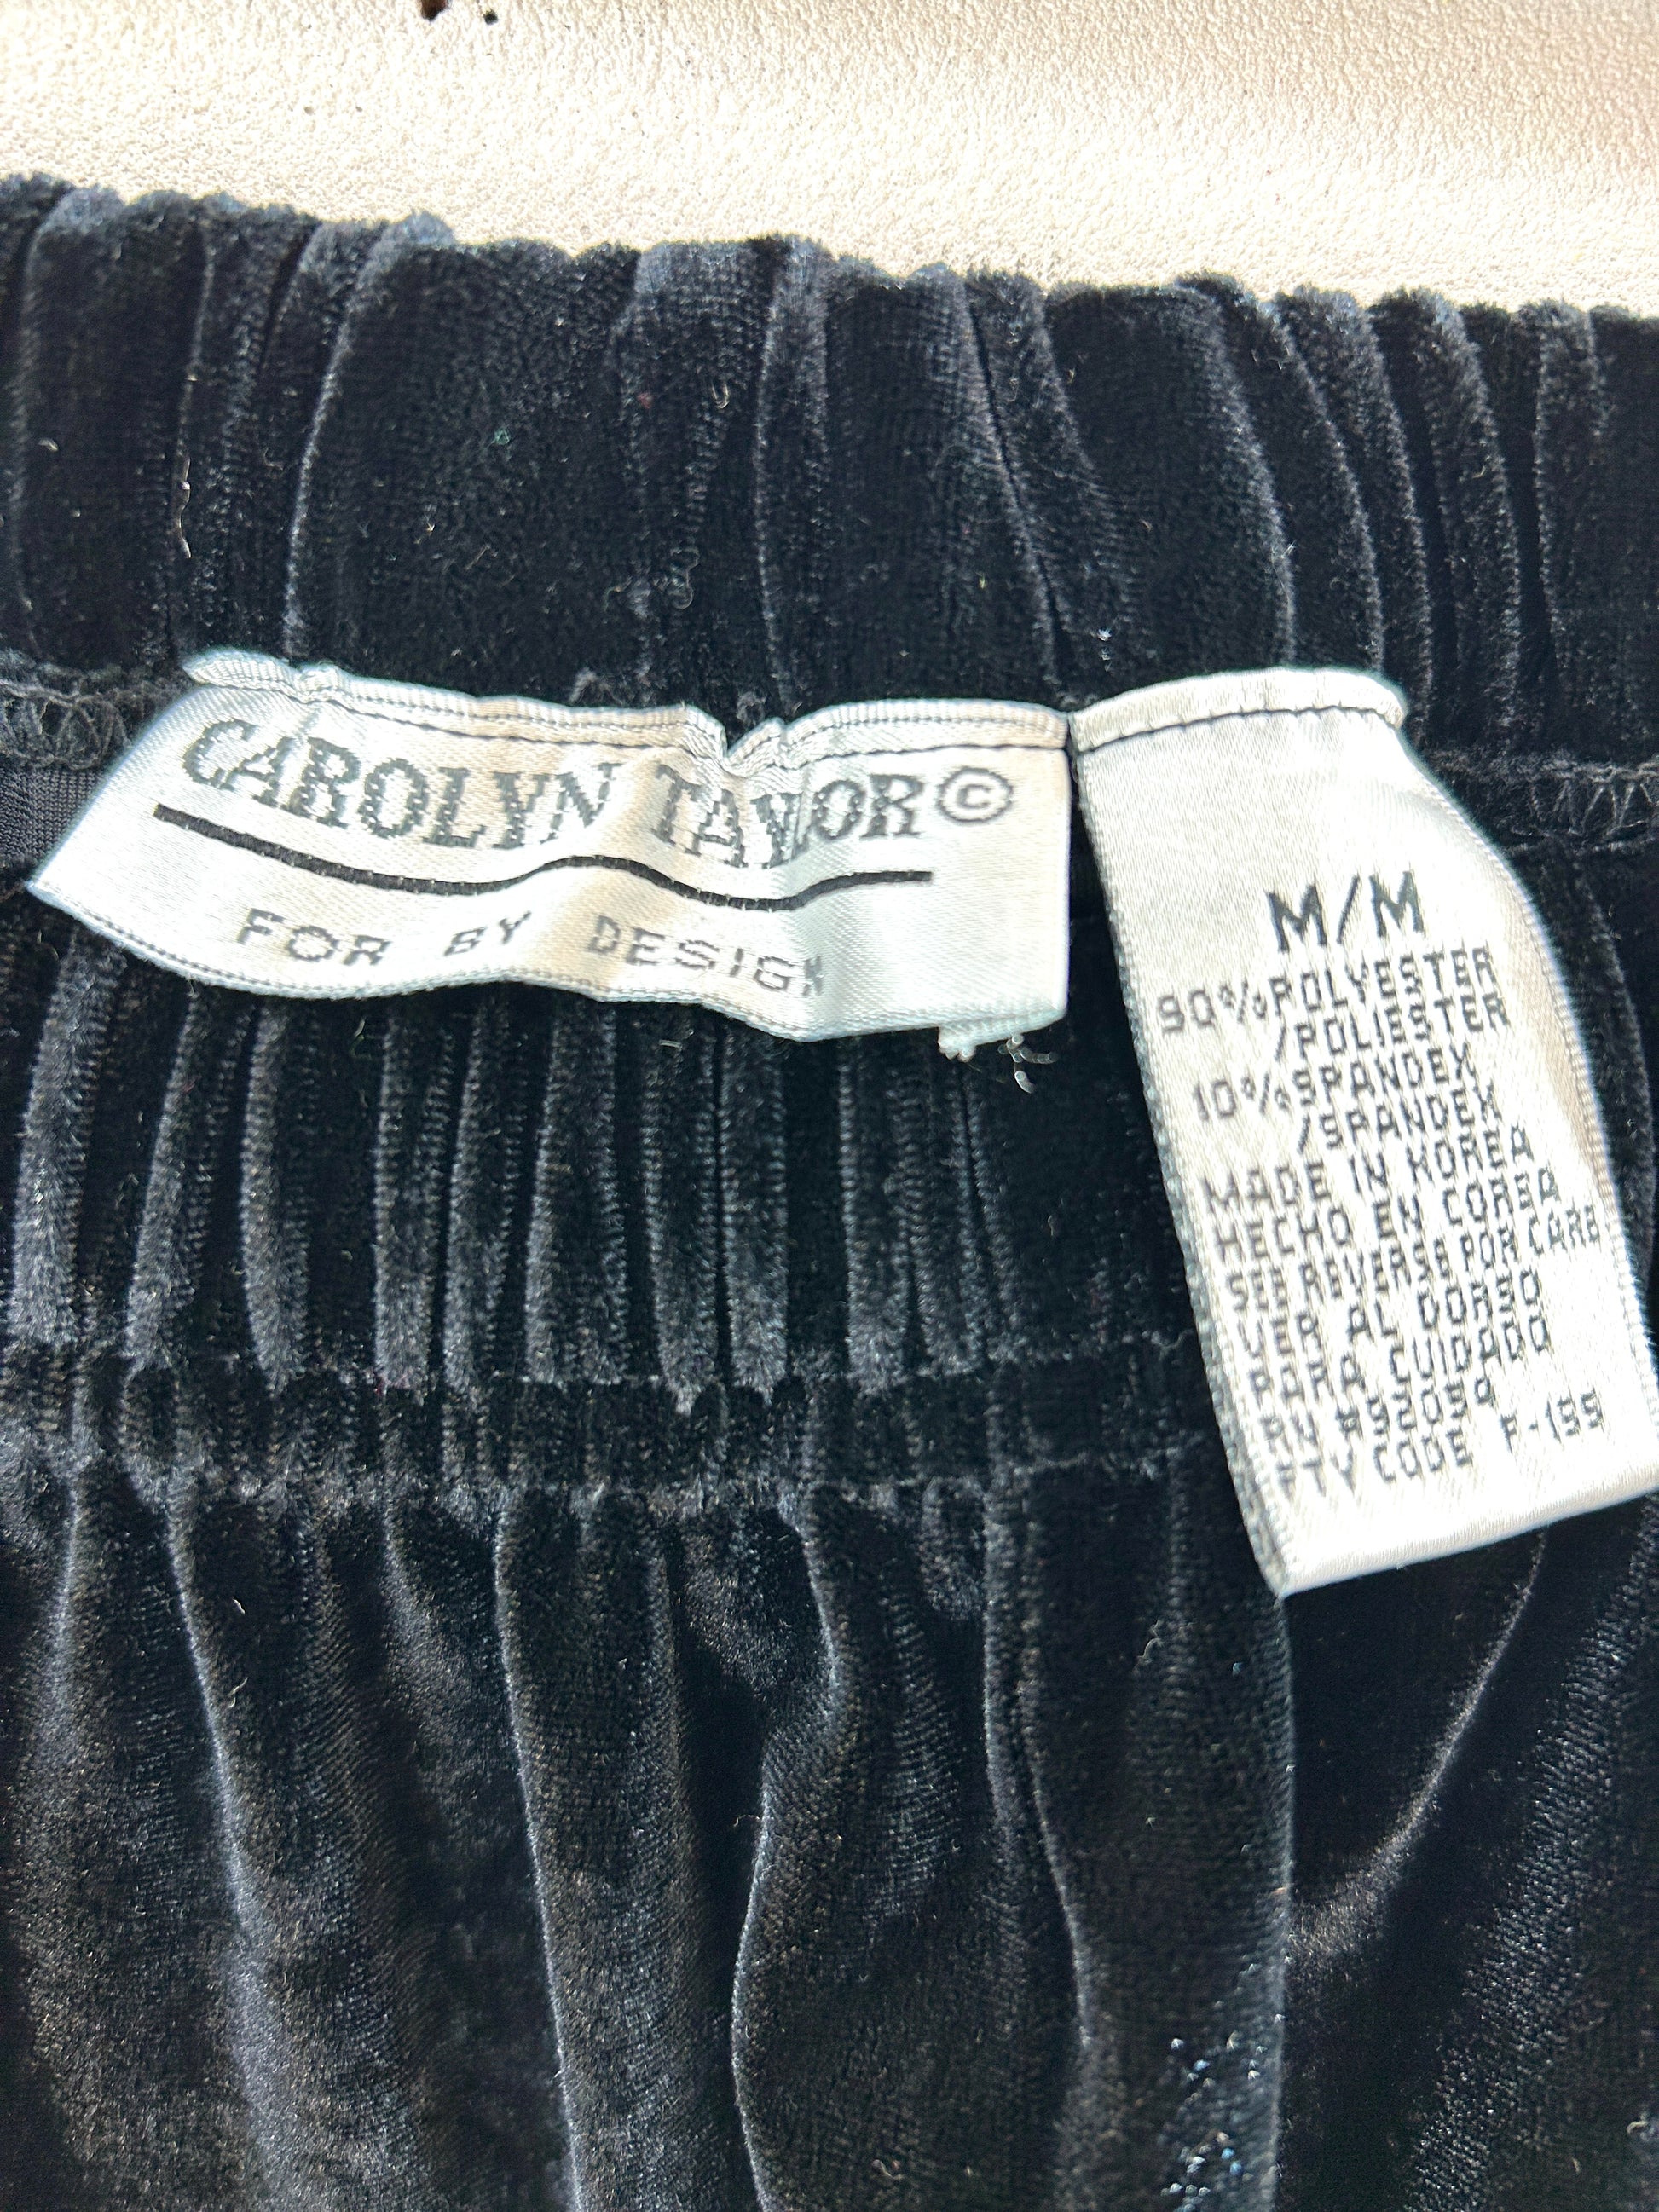 CAROLYN TAYLOR©
FOR BY DESIGN
M/M
90%POLYESTER
/POLIESTER
10%SPANDEX
/SPANDEX
MADE IN KOREA
HECHO EN COREA
SEE REVERSE FOR CARE
VER AL DORSO
PARA CUIDADO
RN #92054
FTY CODE F-199